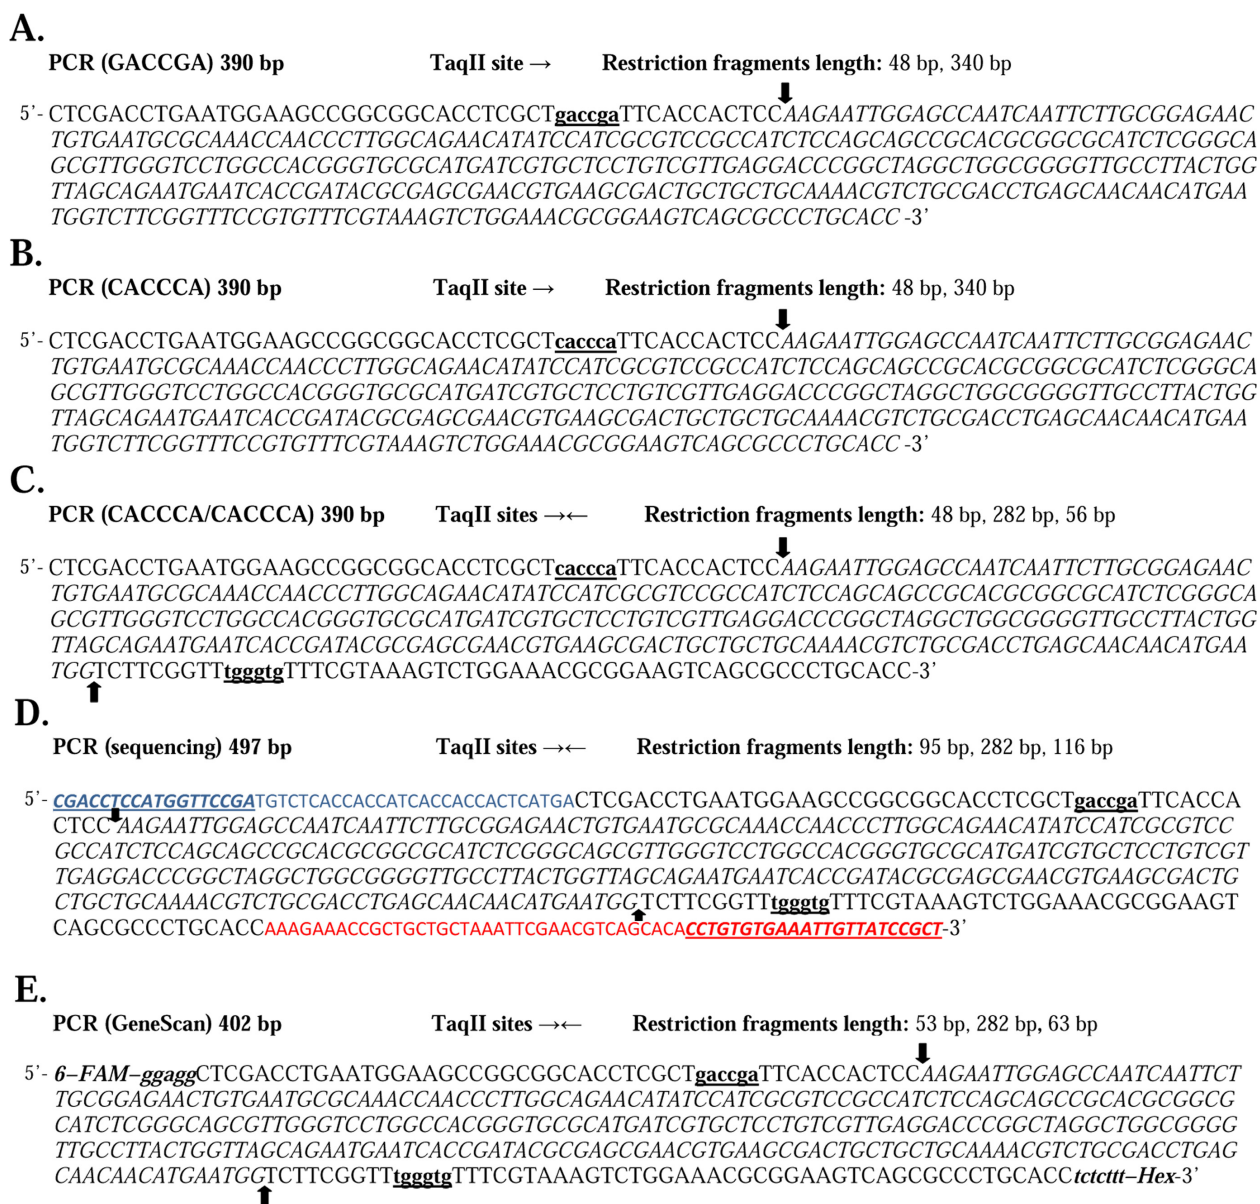 A.
PCR (GACCGA) 390 bp TaqII site → Restriction fragments length: 48 bp, 340 bp
5'- CTCGACCTGAATGGAAGCCGGCGGCACCTCGCTgaccgaTTCACCACTCCAAGAATTGGAGCCAATCAATTCTTGCGGAGAAC
TGTGAATGCGCAAACCAACCCTTGGCAGAACATATCCATCGCGTCCGCCATCTCCAGCAGCCGCACGCGGCGCATCTCGGGCA
GCGTTGGGTCCTGGCCACGGGTGCGCATGATCGTGCTCCTGTCGTTGAGGACCCGGCTAGGCTGGCGGGGTTGCCTTACTGG
TTAGCAGAATGAATCACCGATACGCGAGCGAACGTGAAGCGACTGCTGCTGCAAAACGTCTGCGACCTGAGCAACAACATGAA
TGGTCTTCGGTTTCCGTGTTTCGTAAAGTCTGGAAACGCGGAAGTCAGCGCCCTGCACC -3’
B.
PCR (CACCCA) 390 bp TaqII site → Restriction fragments length: 48 bp, 340 bp
5'- CTCGACCTGAATGGAAGCCGGCGGCACCTCGCTcacccaTTCACCACTCCAAGAATTGGAGCCAATCAATTCTTGCGGAGAAC
TGTGAATGCGCAAACCAACCCTTGGCAGAACATATCCATCGCGTCCGCCATCTCCAGCAGCCGCACGCGGCGCATCTCGGGCA
GCGTTGGGTCCTGGCCACGGGTGCGCATGATCGTGCTCCTGTCGTTGAGGACCCGGCTAGGCTGGCGGGGTTGCCTTACTGG
TTAGCAGAATGAATCACCGATACGCGAGCGAACGTGAAGCGACTGCTGCTGCAAAACGTCTGCGACCTGAGCAACAACATGAA
TGGTCTTCGGTTTCCGTGTTTCGTAAAGTCTGGAAACGCGGAAGTCAGCGCCCTGCACC -3’
C.
PCR (CACCCA/CACCCA) 390 bp TaqII sites →← Restriction fragments length: 48 bp, 282 bp, 56 bp
5'- CTCGACCTGAATGGAAGCCGGCGGCACCTCGCTcacccaTTCACCACTCCAAGAATTGGAGCCAATCAATTCTTGCGGAGAAC
TGTGAATGCGCAAACCAACCCTTGGCAGAACATATCCATCGCGTCCGCCATCTCCAGCAGCCGCACGCGGCGCATCTCGGGCA
GCGTTGGGTCCTGGCCACGGGTGCGCATGATCGTGCTCCTGTCGTTGAGGACCCGGCTAGGCTGGCGGGGTTGCCTTACTGG
TTAGCAGAATGAATCACCGATACGCGAGCGAACGTGAAGCGACTGCTGCTGCAAAACGTCTGCGACCTGAGCAACAACATGAA
TGGTCTTCGGTTtgggtgTTTCGTAAAGTCTGGAAACGCGGAAGTCAGCGCCCTGCACC-3’
D.
PCR (sequencing) 497 bp TaqII sites →← Restriction fragments length: 95 bp, 282 bp, 116 bp
5'- CGACCTCCATGGTTCCGATGTCTCACCACCATCACCACCACTCATGACTCGACCTGAATGGAAGCCGGCGGCACCTCGCTgaccgaTTCACCA
CTCCAAGAATTGGAGCCAATCAATTCTTGCGGAGAACTGTGAATGCGCAAACCAACCCTTGGCAGAACATATCCATCGCGTCC
GCCATCTCCAGCAGCCGCACGCGGCGCATCTCGGGCAGCGTTGGGTCCTGGCCACGGGTGCGCATGATCGTGCTCCTGTCGT
TGAGGACCCGGCTAGGCTGGCGGGGTTGCCTTACTGGTTAGCAGAATGAATCACCGATACGCGAGCGAACGTGAAGCGACTG
CTGCTGCAAAACGTCTGCGACCTGAGCAACAACATGAATGGTCTTCGGTTtgggtgTTTCGTAAAGTCTGGAAACGCGGAAGT
CAGCGCCCTGCACCAAAGAAACCGCTGCTGCTAAATTCGAACGTCAGCACACCTGTGTGAAATTGTTATCCGCT-3’
E.
PCR (GeneScan) 402 bp TaqII sites →← Restriction fragments length: 53 bp, 282 bp, 63 bp
5'- 6–FAM–ggaggCTCGACCTGAATGGAAGCCGGCGGCACCTCGCTgaccgaTTCACCACTCCAAGAATTGGAGCCAATCAATTCT
TGCGGAGAACTGTGAATGCGCAAACCAACCCTTGGCAGAACATATCCATCGCGTCCGCCATCTCCAGCAGCCGCACGCGGCG
CATCTCGGGCAGCGTTGGGTCCTGGCCACGGGTGCGCATGATCGTGCTCCTGTCGTTGAGGACCCGGCTAGGCTGGCGGGG
TTGCCTTACTGGTTAGCAGAATGAATCACCGATACGCGAGCGAACGTGAAGCGACTGCTGCTGCAAAACGTCTGCGACCTGAG
CAACAACATGAATGGTCTTCGGTTtgggtgTTTCGTAAAGTCTGGAAACGCGGAAGTCAGCGCCCTGCACCtctcttt–Hex-3’